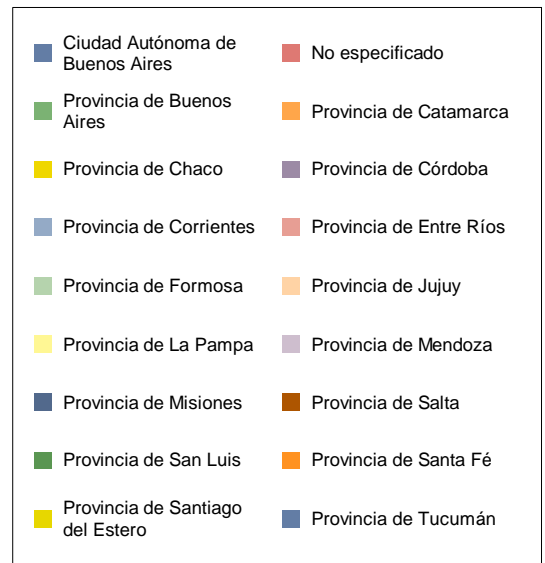 Ciudad Autónoma de
Buenos Aires
No especificado
Provincia de Buenos
Aires
Provincia de Catamarca
Provincia de Chaco
Provincia de Córdoba
Provincia de Corrientes
Provincia de Entre Ríos
Provincia de Formosa
Provincia de Jujuy
Provincia de La Pampa
Provincia de Mendoza
Provincia de Misiones
Provincia de Salta
Provincia de San Luis
Provincia de Santa Fé
Provincia de Santiago
del Estero
Provincia de Tucumán